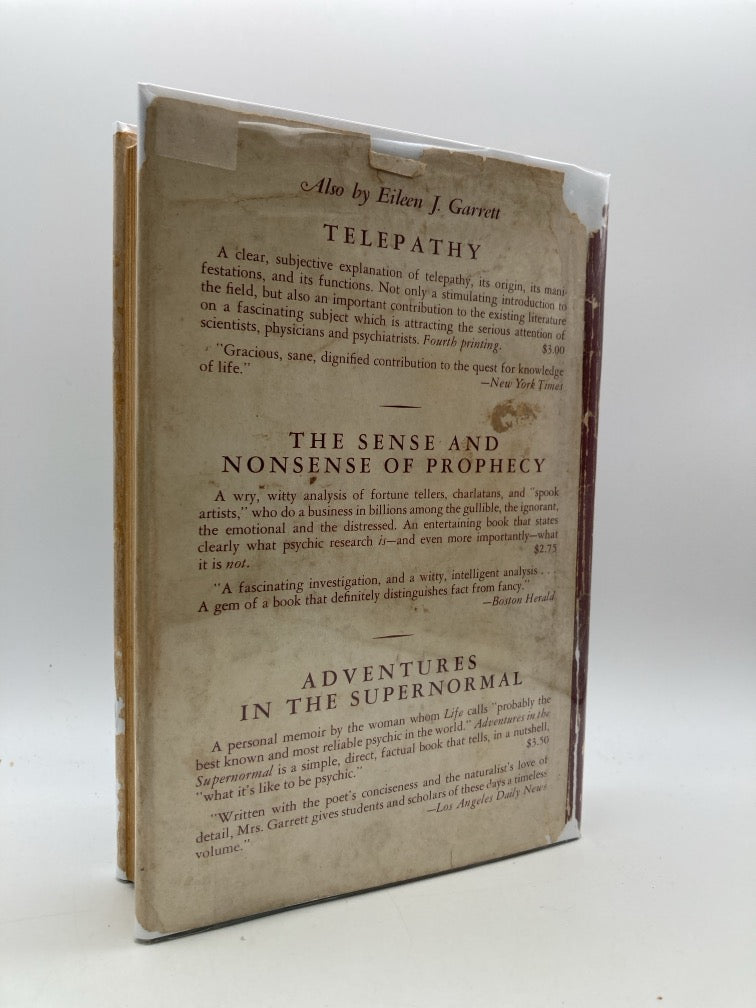 Also by Eileen J. Garrett
TELEPATHY
A clear, subjective explanation of telepathy, its origin, its mani-
festations, and its functions. Not only a stimulating introduction to
the field, but also an important contribution to the existing literature
on a fascinating subject which is attracting the serious attention of
scientists, physicians and psychiatrists. Fourth printing. $3.00
"Gracious, sane, dignified contribution to the quest for knowledge
of life."
—New York Times
THE SENSE AND
NONSENSE OF PROPHECY
A wry, witty analysis of fortune tellers, charlatans, and "spook
artists," who do a business in billions among the gullible, the ignorant,
the emotional and the distressed. An entertaining book that states
clearly what psychic research is—and even more importantly—what
it is not. $2.75
"A fascinating investigation, and a witty, intelligent analysis . . .
A gem of a book that definitely distinguishes fact from fancy."
—Boston Herald
ADVENTURES
IN THE SUPERNORMAL
A personal memoir by the woman whom Life calls "probably the
best known and most reliable psychic in the world." Adventures in the
Supernormal is a simple, direct, factual book that tells, in a nutshell,
"what it's like to be psychic." $3.50
"Written with the poet's conciseness and the naturalist's love of
detail, Mrs. Garrett gives students and scholars of these days a timeless
volume."
—Los Angeles Daily News